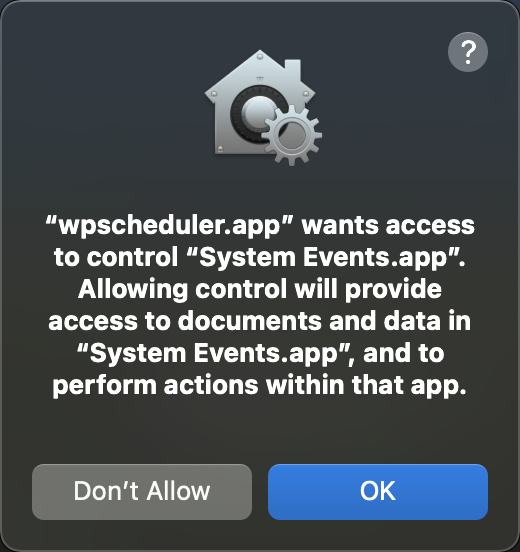 ?
“wpscheduler.app” wants access
to control “System Events.app”.
Allowing control will provide
access to documents and data in
“System Events.app”, and to
perform actions within that app.
Don’t Allow
OK